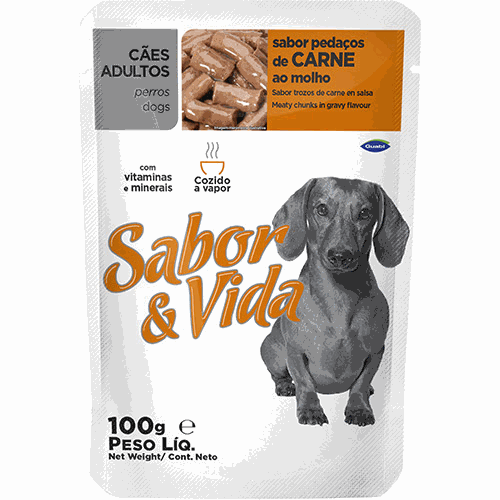 CÃES
ADULTOS
perros
dogs
sabor pedaços
de CARNE
ao molho
Sabor trozos de carne en salsa
Meaty chunks in gravy flavour
Guabi
com
vitaminas
e minerais
Cozido
a vapor
Sabor
& Vida
100g ℮
PESO LÍQ.
Net Weight/ Cont. Neto